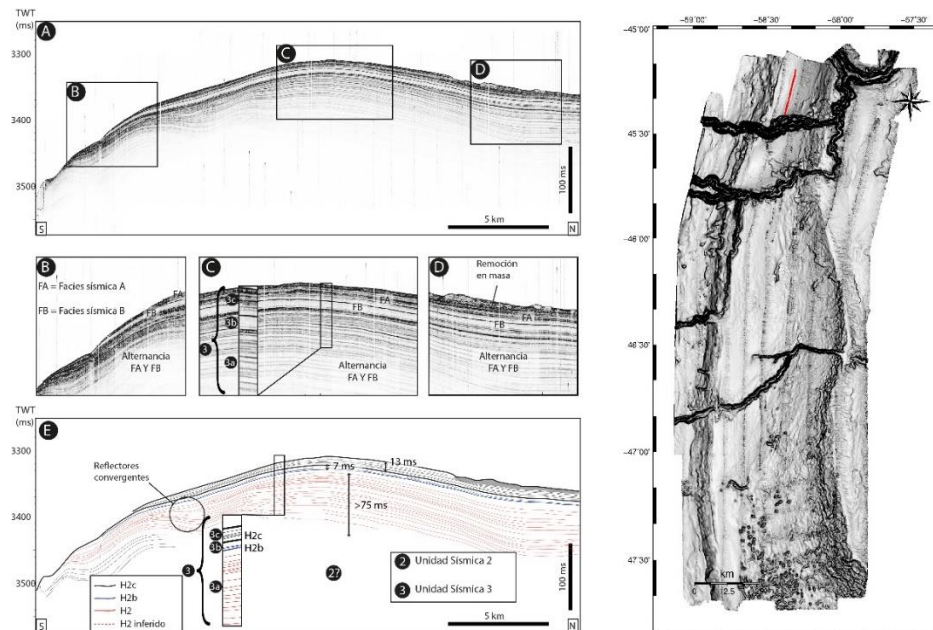 TWT
(ms)
A
3300
3400
3500
B
C
D
100 ms
5 km
S
N
B
FA = Facies sísmica A
FB = Facies sísmica B
FA
FB
Alternancia
FA Y FB
C
3
3c
3b
3a
FA
FB
Alternancia
FA Y FB
D
Remoción
en masa
FA
FB
Alternancia
FA Y FB
TWT
(ms)
E
3300
3400
3500
Reflectores
convergentes
7 ms
13 ms
>75 ms
3
3c
3b
3a
H2c
H2b
2?
2 Unidad Sísmica 2
3 Unidad Sísmica 3
H2c
H2b
H2
H2 inferido
100 ms
5 km
S
N
-59°00' -58°30' -58°00' -57°30'
-45°00'
-45°30'
-46°00'
-46°30'
-47°00'
-47°30'
km
0 2.5